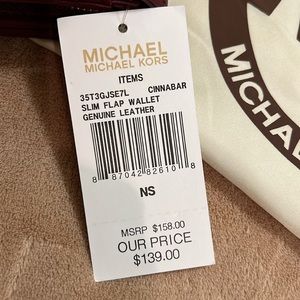 MICHAEL
MICHAEL KORS
ITEMS
35T3GJSE7L CINNABAR
SLIM FLAP WALLET
GENUINE LEATHER
8 87042 82610 8
NS
MSRP $158.00
OUR PRICE
$139.00
MICHAEL